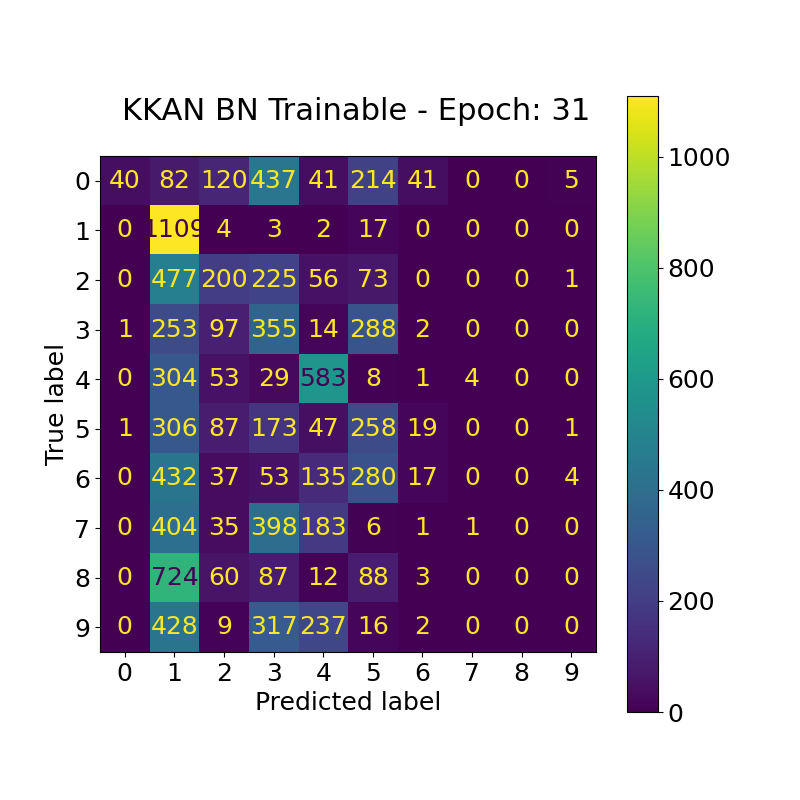 KKAN BN Trainable - Epoch: 31
0 40 82 120 437 41 214 41 0 0 5
1 0 1109 4 3 2 17 0 0 0 0
2 0 477 200 225 56 73 0 0 0 1
3 1 253 97 355 14 288 2 0 0 0
4 0 304 53 29 583 8 1 4 0 0
5 1 306 87 173 47 258 19 0 0 1
6 0 432 37 53 135 280 17 0 0 4
7 0 404 35 398 183 6 1 1 0 0
8 0 724 60 87 12 88 3 0 0 0
9 0 428 9 317 237 16 2 0 0 0
0 1 2 3 4 5 6 7 8 9
Predicted label
True label
1000
800
600
400
200
0